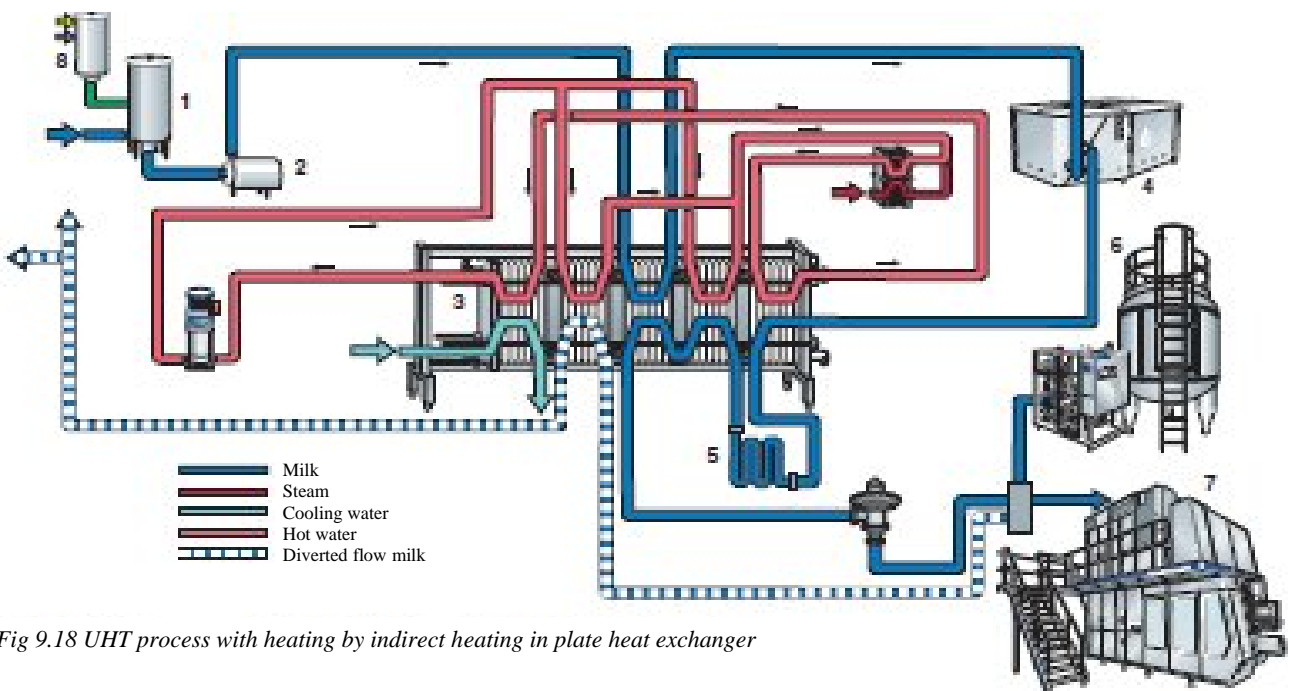 8
1
2
4
6
3
5
7
Milk
Steam
Cooling water
Hot water
Diverted flow milk
Fig 9.18 UHT process with heating by indirect heating in plate heat exchanger